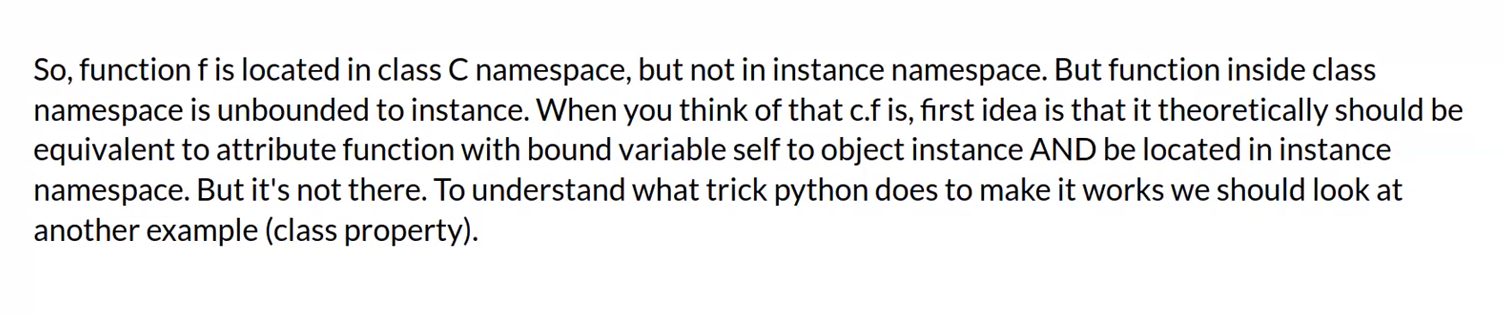 So, function f is located in class C namespace, but not in instance namespace. But function inside class
namespace is unbounded to instance. When you think of that c.f is, first idea is that it theoretically should be
equivalent to attribute function with bound variable self to object instance AND be located in instance
namespace. But it's not there. To understand what trick python does to make it works we should look at
another example (class property).